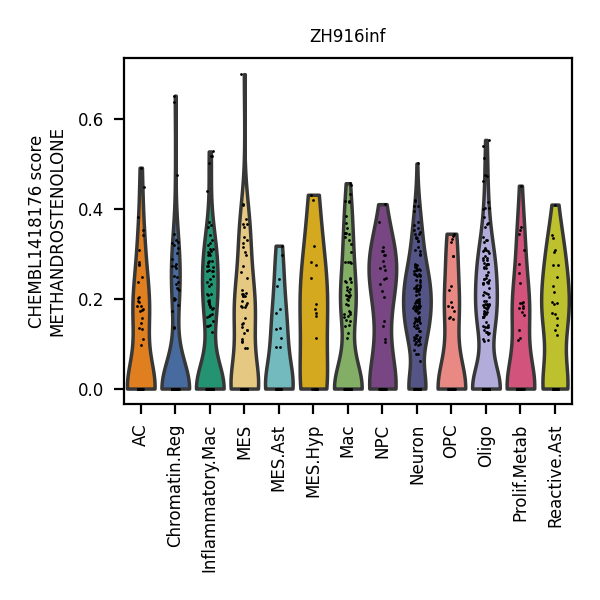 ZH916inf
CHEMBL1418176 score
METHANDROSTENOLONE
0.6
0.4
0.2
0.0
AC
Chromatin.Reg
Inflammatory.Mac
MES
MES.Ast
MES.Hyp
Mac
NPC
Neuron
OPC
Oligo
Prolif.Metab
Reactive.Ast